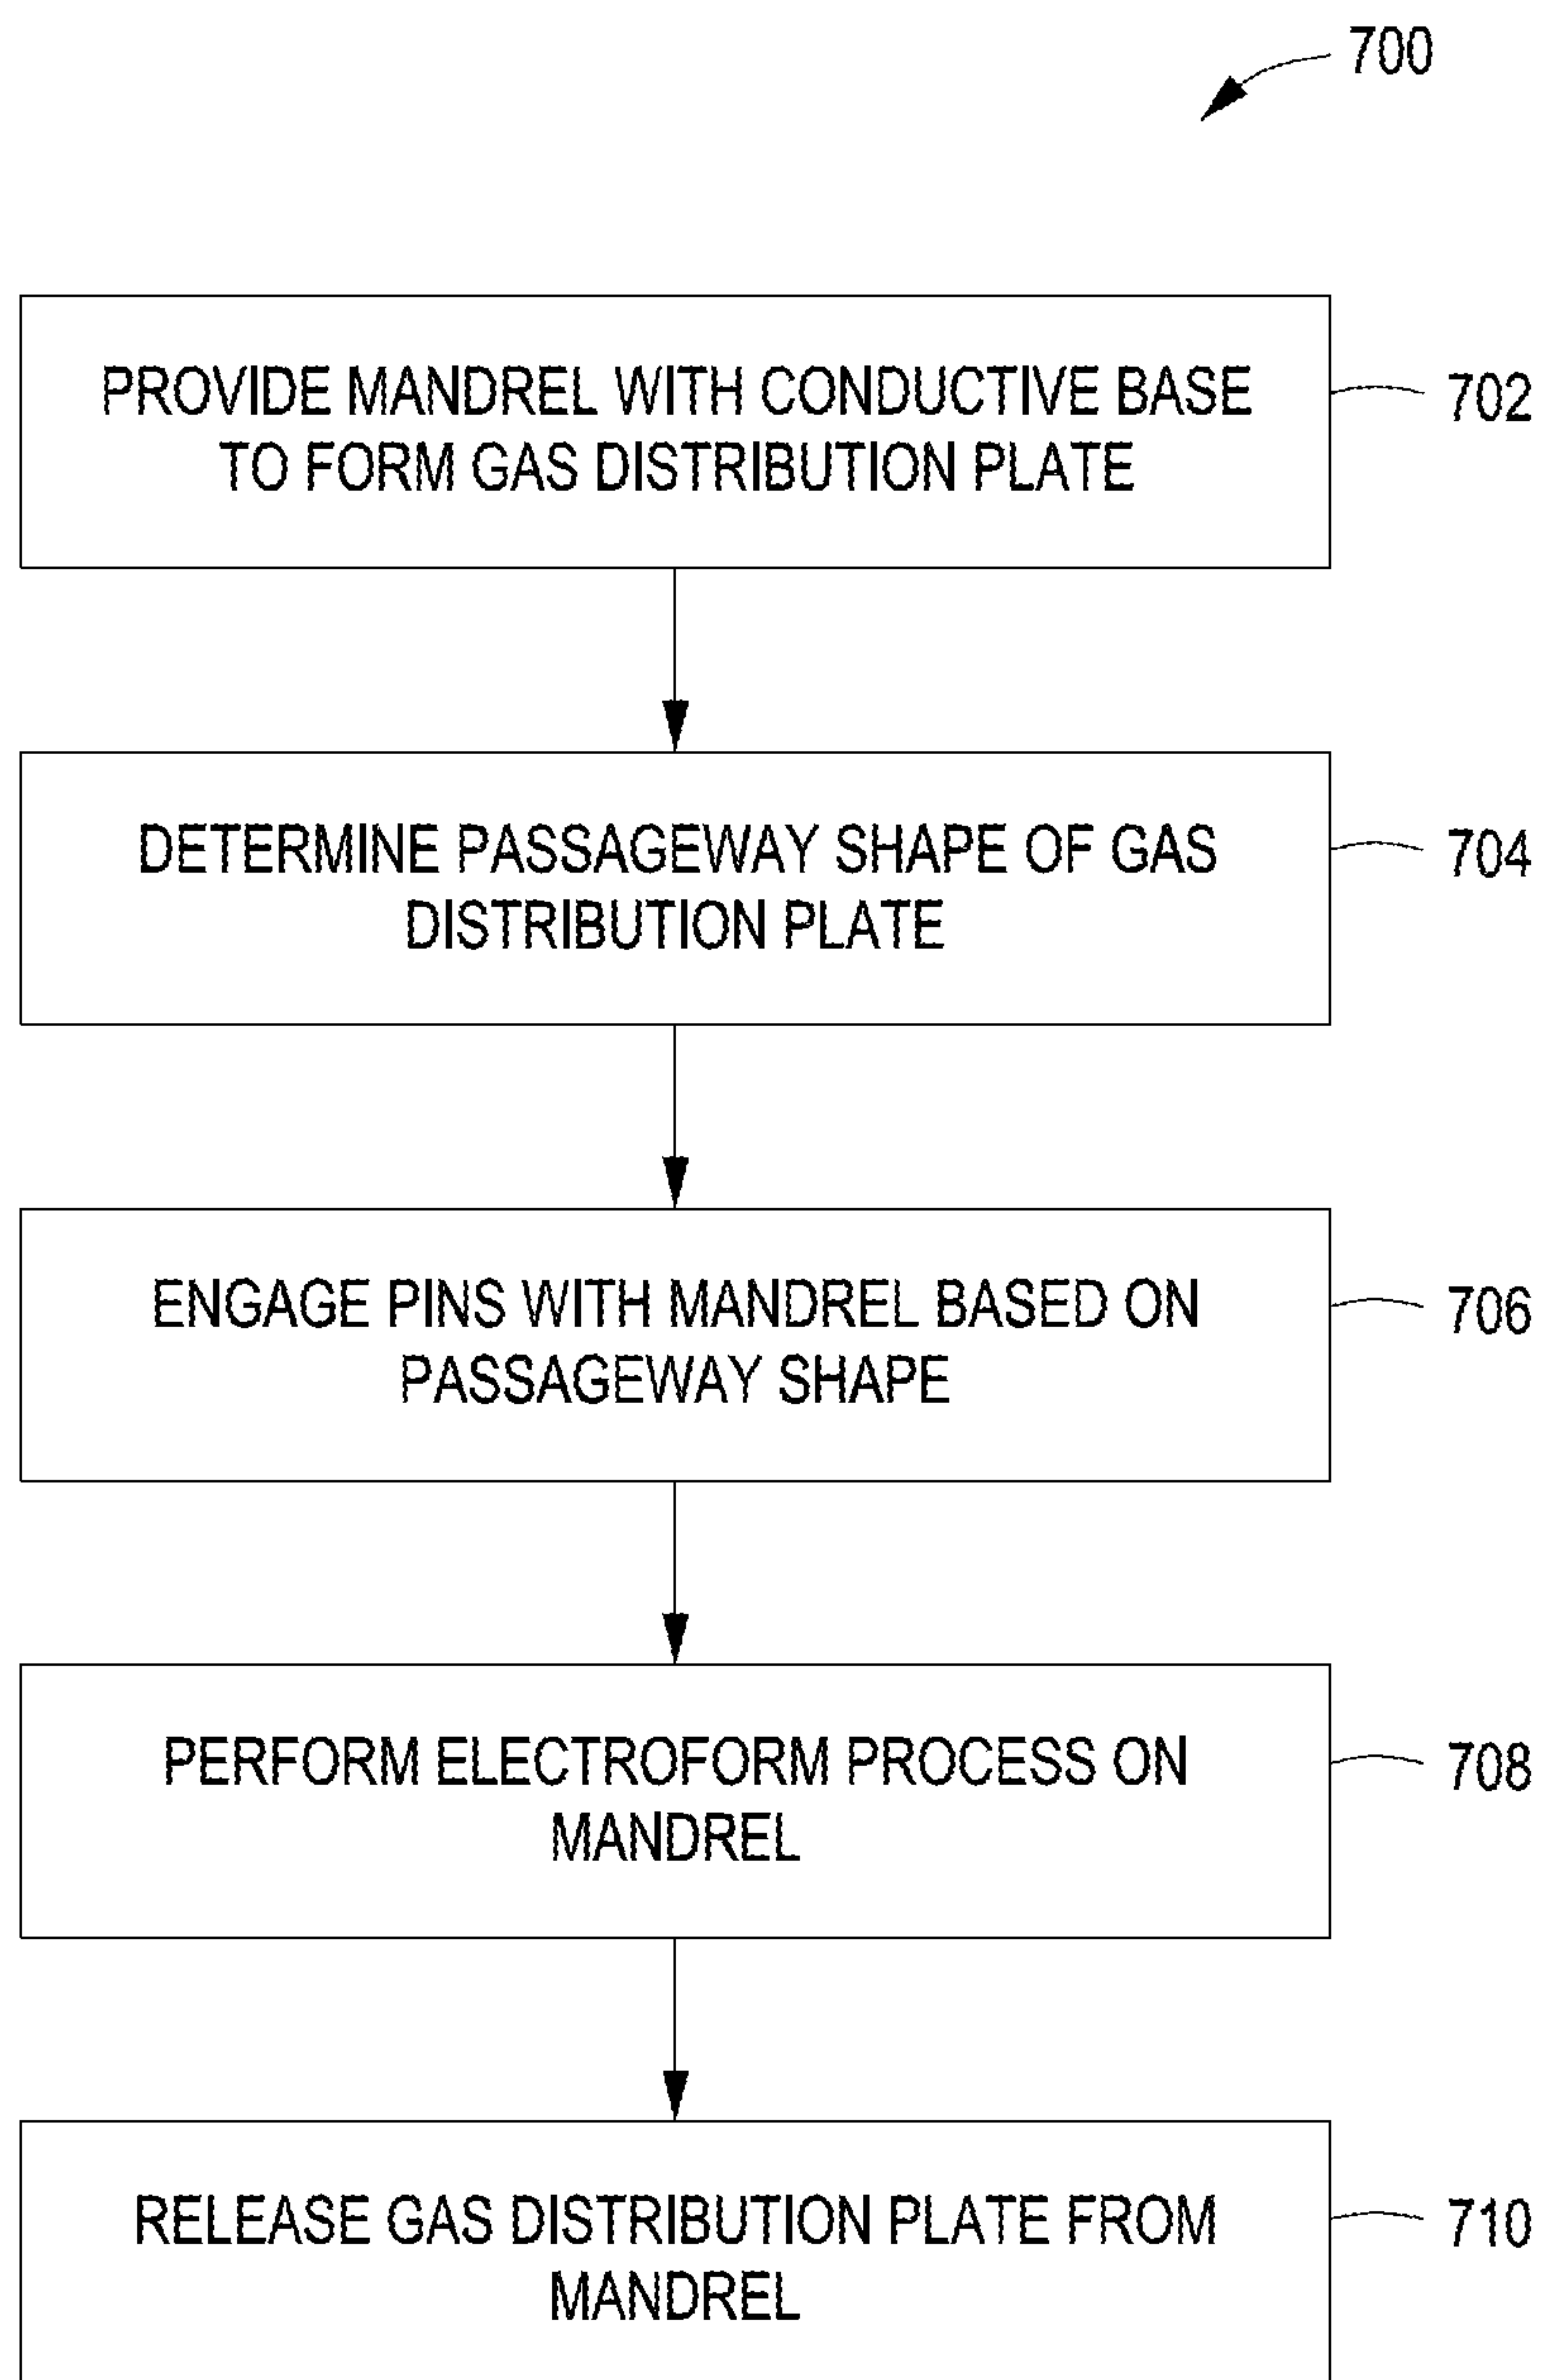 700
PROVIDE MANDREL WITH CONDUCTIVE BASE
TO FORM GAS DISTRIBUTION PLATE
702
DETERMINE PASSAGEWAY SHAPE OF GAS
DISTRIBUTION PLATE
704
ENGAGE PINS WITH MANDREL BASED ON
PASSAGEWAY SHAPE
706
PERFORM ELECTROFORM PROCESS ON
MANDREL
708
RELEASE GAS DISTRIBUTION PLATE FROM
MANDREL
710